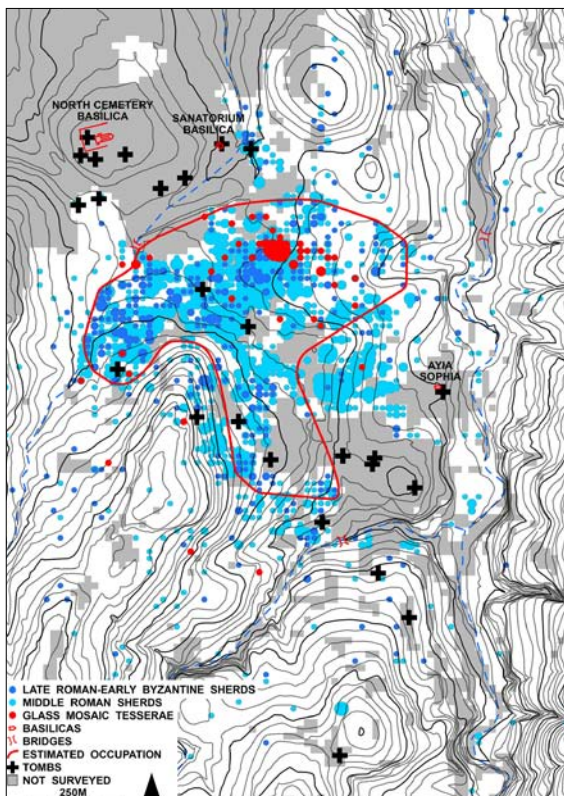 NORTH CEMETERY
BASILICA
SANATORIUM
BASILICA
AYIA
SOPHIA
LATE ROMAN-EARLY BYZANTINE SHERDS
MIDDLE ROMAN SHERDS
GLASS MOSAIC TESSERAE
BASILICAS
BRIDGES
ESTIMATED OCCUPATION
TOMBS
NOT SURVEYED
250M